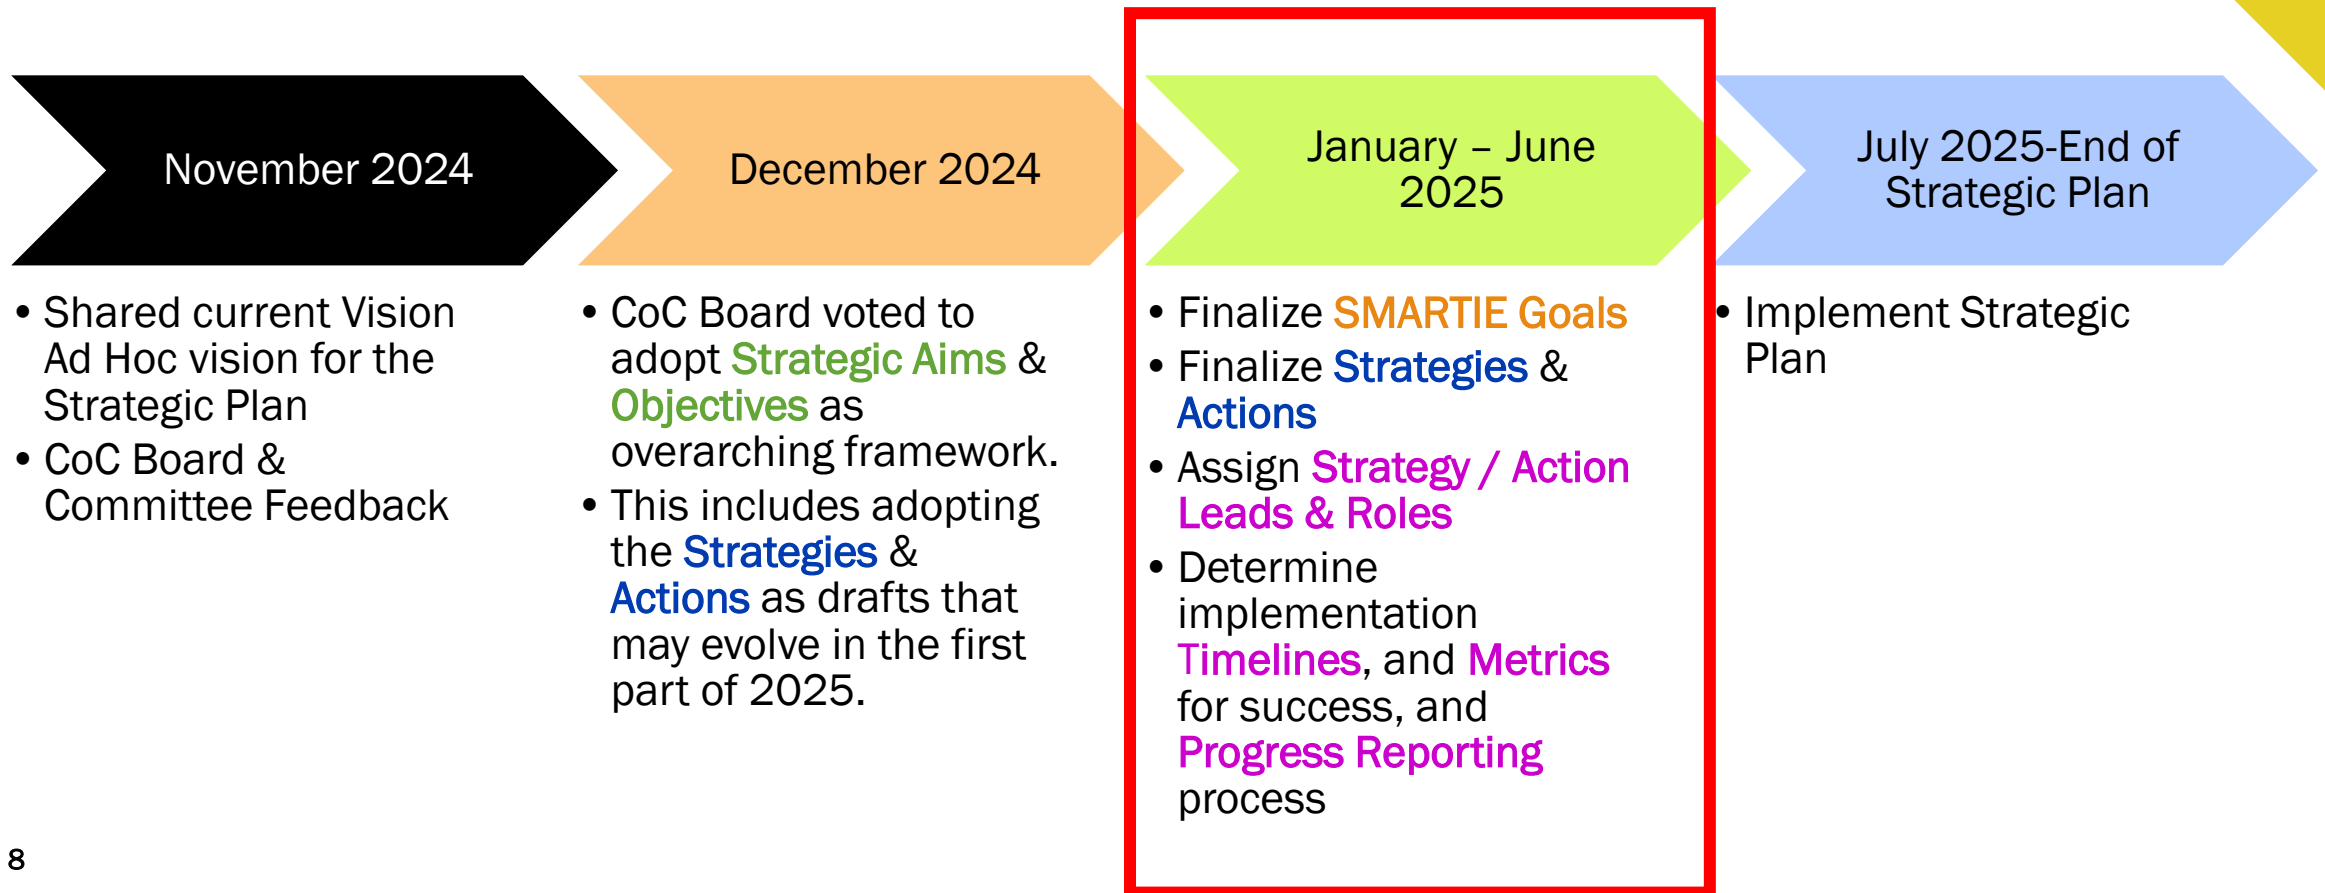 November 2024
• Shared current Vision
Ad Hoc vision for the
Strategic Plan
• CoC Board &
Committee Feedback
December 2024
• CoC Board voted to
adopt Strategic Aims &
Objectives as
overarching framework.
• This includes adopting
the Strategies &
Actions as drafts that
may evolve in the first
part of 2025.
January – June
2025
• Finalize SMARTIE Goals
• Finalize Strategies &
Actions
• Assign Strategy / Action
Leads & Roles
• Determine
implementation
Timelines, and Metrics
for success, and
Progress Reporting
process
July 2025-End of
Strategic Plan
• Implement Strategic
Plan
8